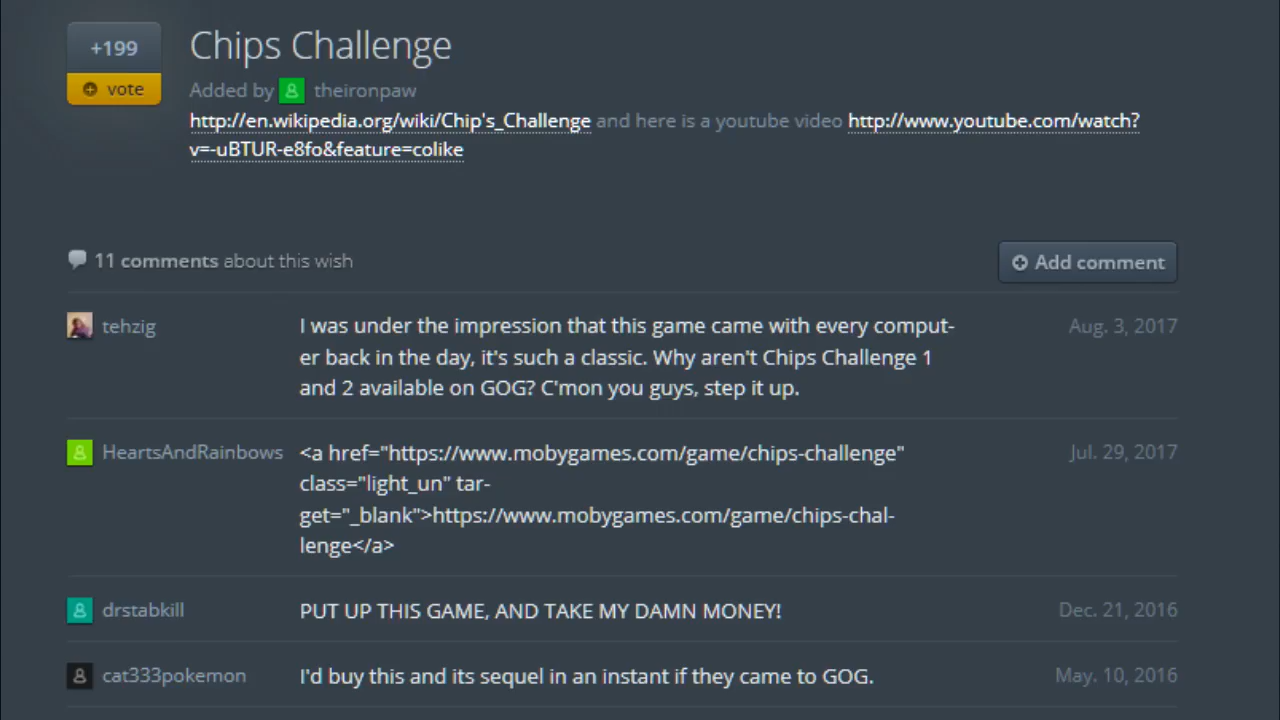 +199
vote
Chips Challenge
Added by theironpaw
http://en.wikipedia.org/wiki/Chip's_Challenge and here is a youtube video http://www.youtube.com/watch?
v=-uBTUR-e8fo&feature=colike
11 comments about this wish
Add comment
tehzig
I was under the impression that this game came with every comput-
er back in the day, it's such a classic. Why aren't Chips Challenge 1
and 2 available on GOG? C'mon you guys, step it up.
Aug. 3, 2017
HeartsAndRainbows
<a href="https://www.mobygames.com/game/chips-challenge"
class="light_un" tar-
get="_blank">https://www.mobygames.com/game/chips-chal-
lenge</a>
Jul. 29, 2017
drstabkill
PUT UP THIS GAME, AND TAKE MY DAMN MONEY!
Dec. 21, 2016
cat333pokemon
I'd buy this and its sequel in an instant if they came to GOG.
May. 10, 2016